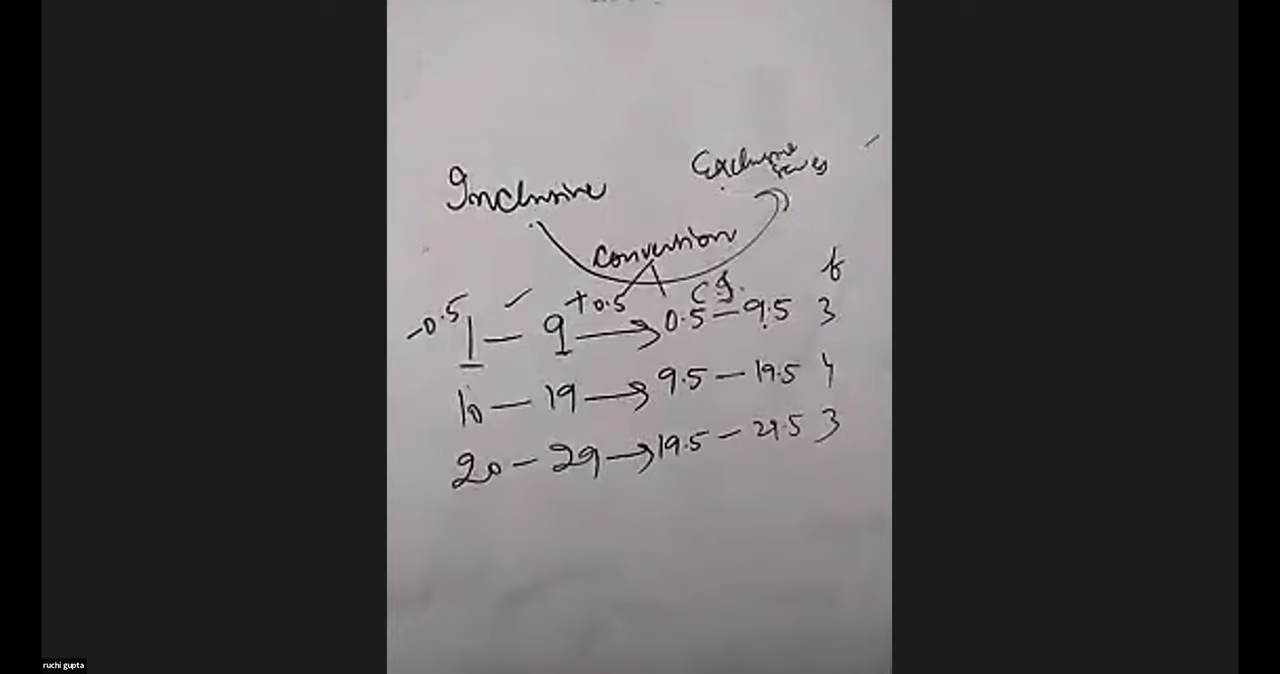 Inclusive
Exclusive series
Convertion
C I. f
-0.5 1 — 9 +0.5 → 0.5 — 9.5 3
10 — 19 → 9.5 — 19.5 4
20 — 29 → 19.5 — 29.5 3
ruchi gupta